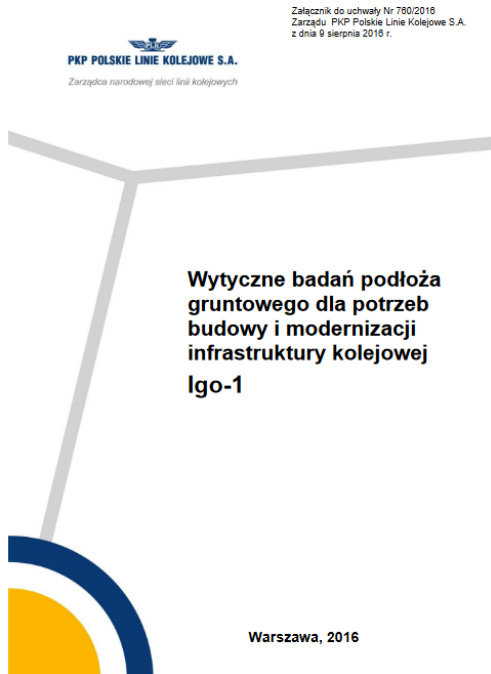 Załącznik do uchwały Nr 760/2016
Zarządu PKP Polskie Linie Kolejowe S.A.
z dnia 9 sierpnia 2016 r.
PLK
PKP POLSKIE LINIE KOLEJOWE S.A.
Zarządca narodowej sieci linii kolejowych
Wytyczne badań podłoża
gruntowego dla potrzeb
budowy i modernizacji
infrastruktury kolejowej
Igo-1
Warszawa, 2016